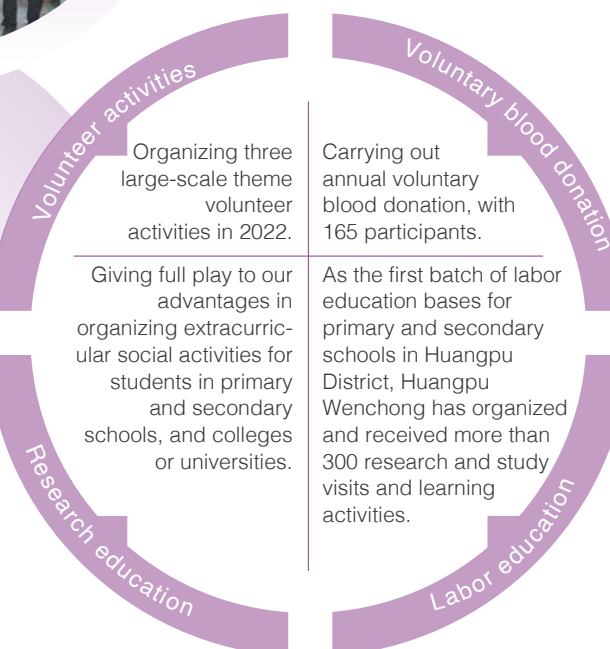 Volunteer activities
Organizing three
large-scale theme
volunteer
activities in 2022.
Voluntary blood donation
Carrying out
annual voluntary
blood donation, with
165 participants.
Giving full play to our
advantages in
organizing extracurric-
ular social activities for
students in primary
and secondary
schools, and colleges
or universities.
Research education
As the first batch of labor
education bases for
primary and secondary
schools in Huangpu
District, Huangpu
Wenchong has organized
and received more than
300 research and study
visits and learning
activities.
Labor education